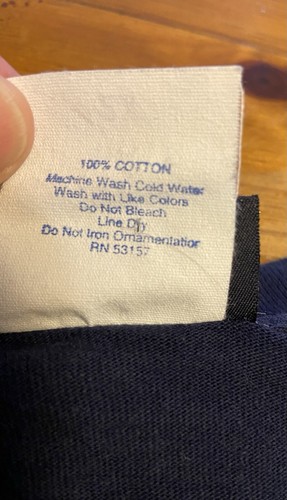 100% COTTON
Machine Wash Cold Water
Wash with Like Colors
Do Not Bleach
Line Dry
Do Not Iron Ornamentation
RN 53157